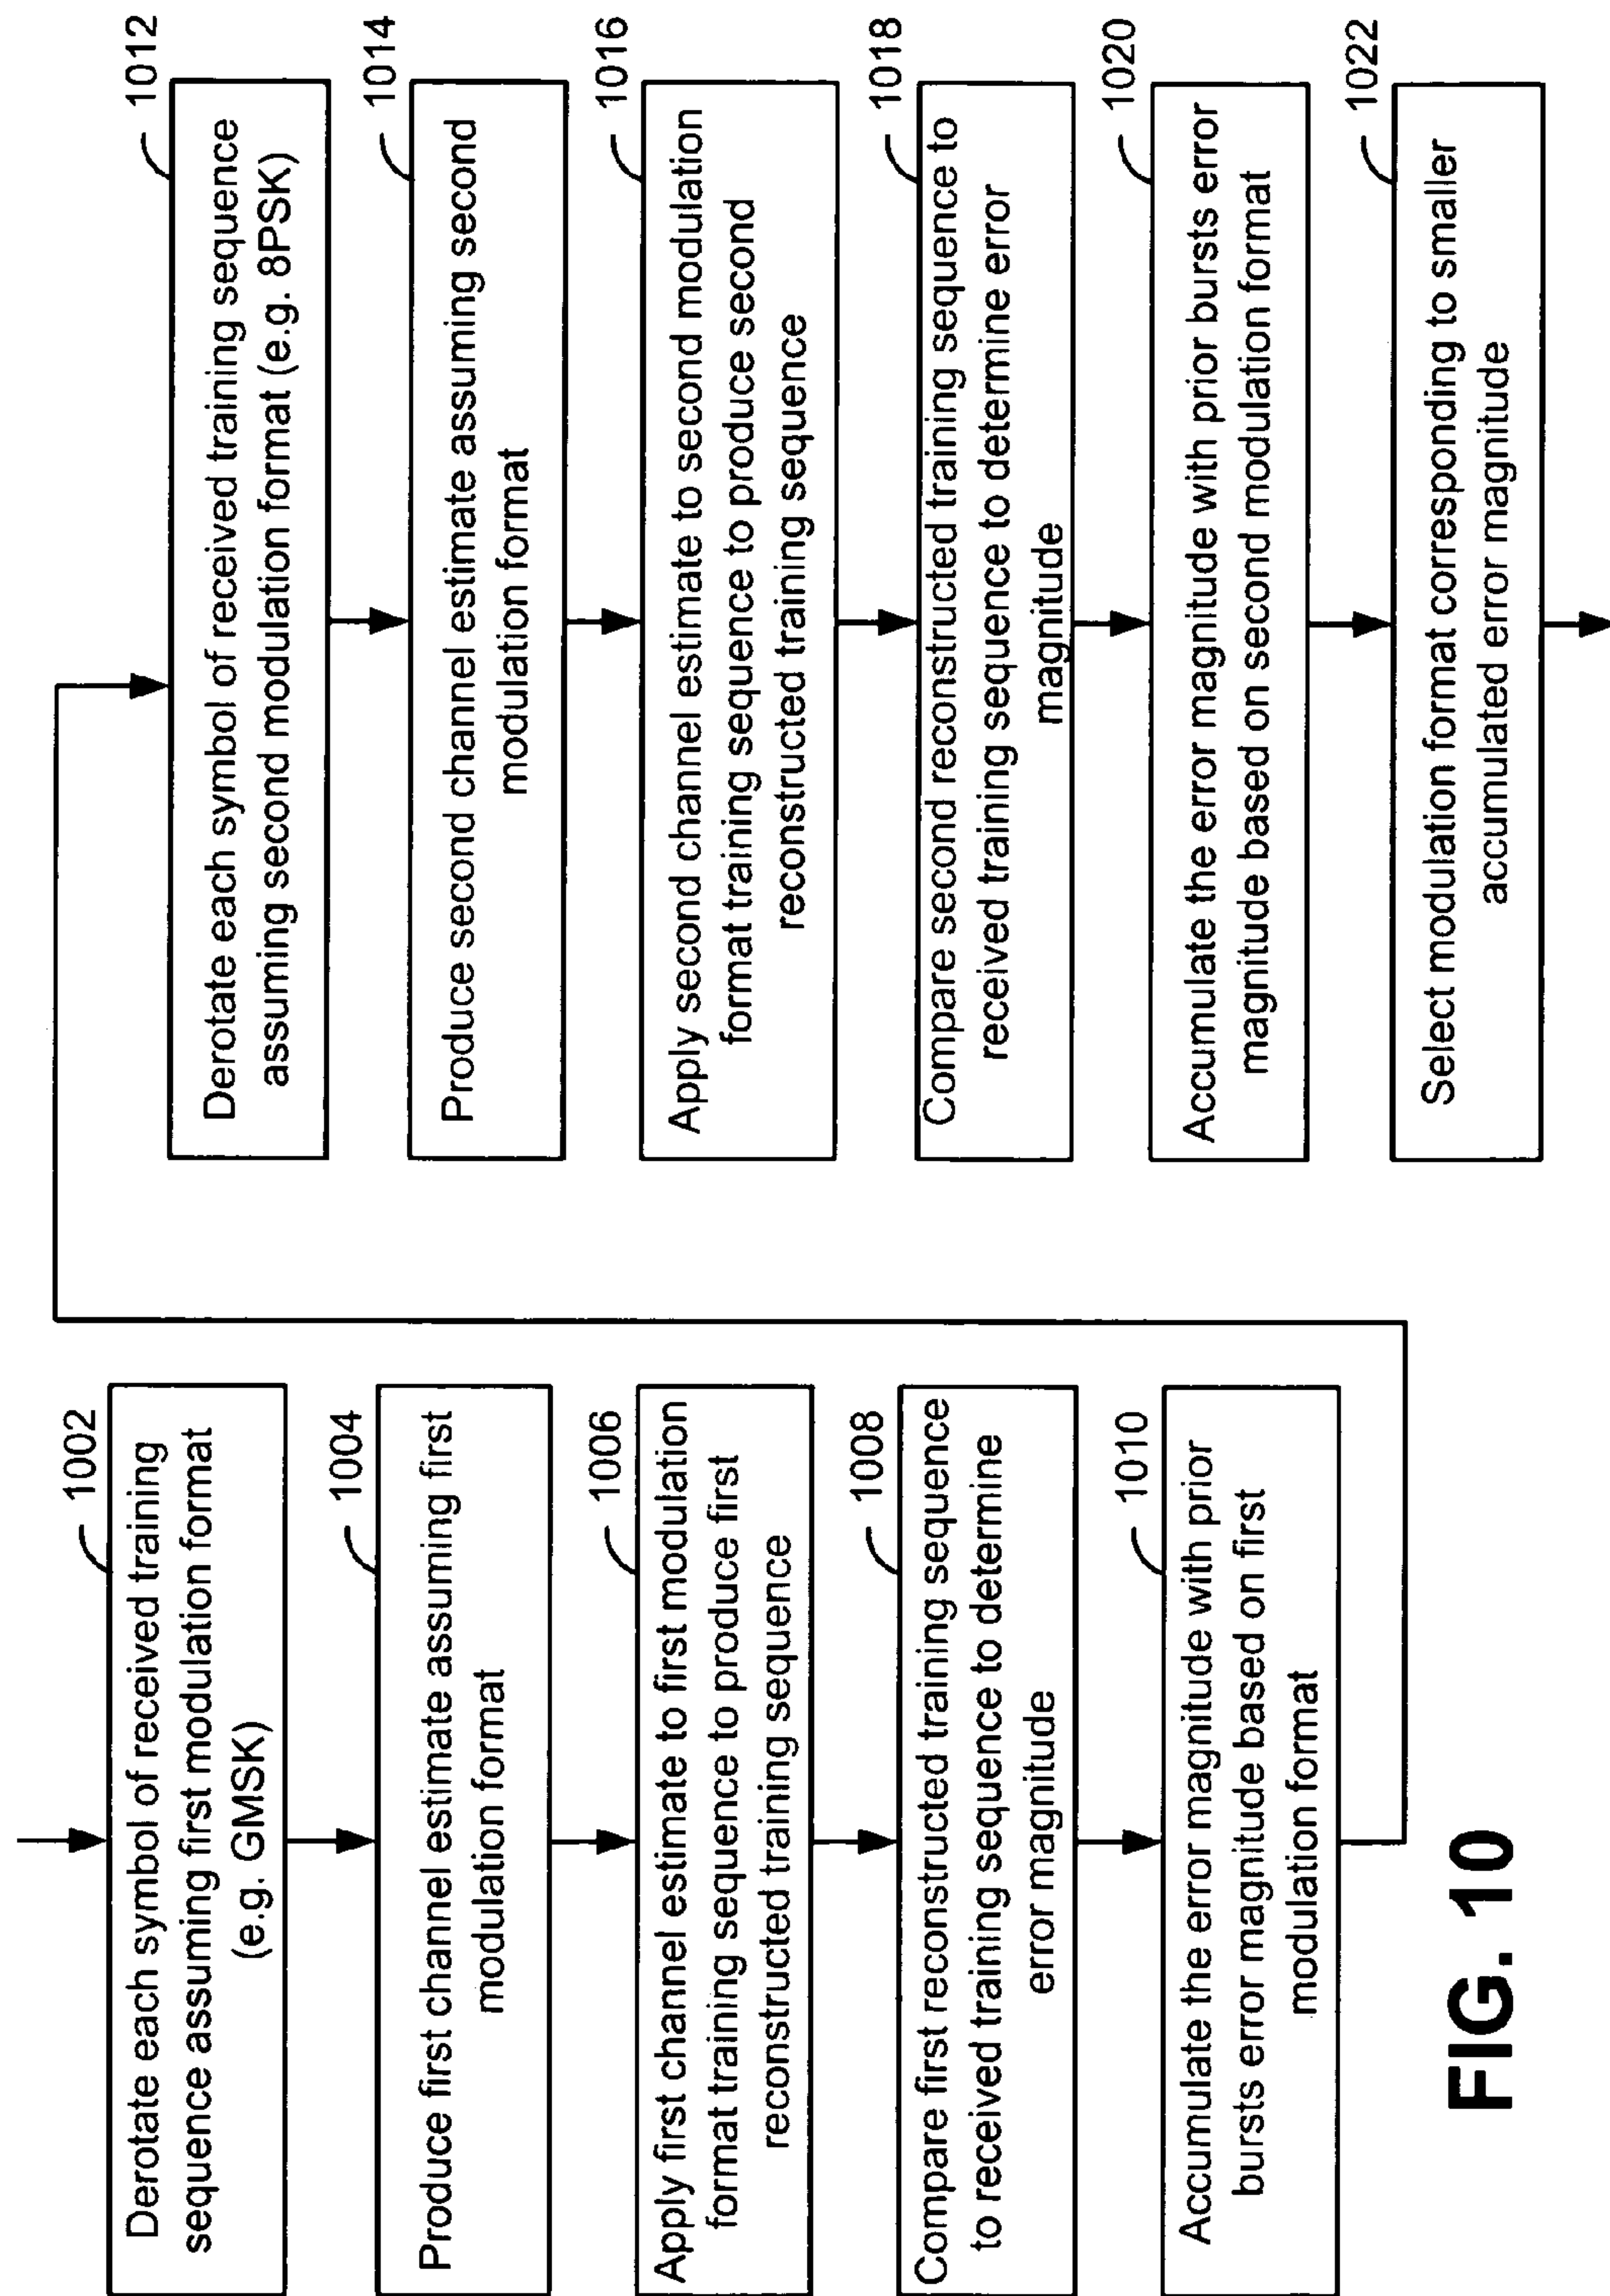 1002
Derotate each symbol of received training
sequence assuming first modulation format
(e.g. GMSK)
1004
Produce first channel estimate assuming first
modulation format
1006
Apply first channel estimate to first modulation
format training sequence to produce first
reconstructed training sequence
1008
Compare first reconstructed training sequence
to received training sequence to determine
error magnitude
1010
Accumulate the error magnitude with prior
bursts error magnitude based on first
modulation format
1012
Derotate each symbol of received training sequence
assuming second modulation format (e.g. 8PSK)
1014
Produce second channel estimate assuming second
modulation format
1016
Apply second channel estimate to second modulation
format training sequence to produce second
reconstructed training sequence
1018
Compare second reconstructed training sequence to
received training sequence to determine error
magnitude
1020
Accumulate the error magnitude with prior bursts error
magnitude based on second modulation format
1022
Select modulation format corresponding to smaller
accumulated error magnitude
FIG. 10